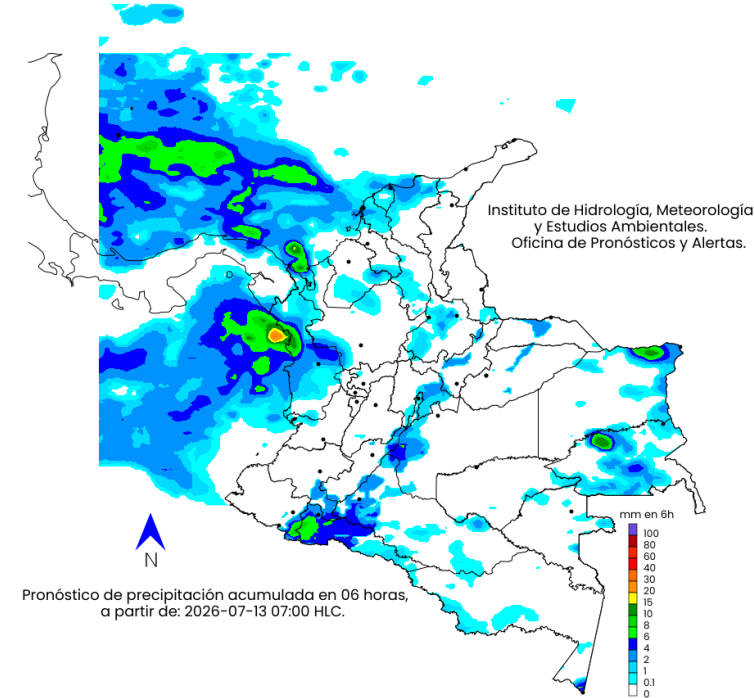 Instituto de Hidrología, Meteorología
y Estudios Ambientales.
Oficina de Pronósticos y Alertas.
D
mm en 6h
100
80
60
40
30
20
15
10
8
6
4
2
1
0.1
0
N
Pronóstico de precipitación acumulada en 06 horas,
a partir de: 2026-07-13 07:00 HLC.